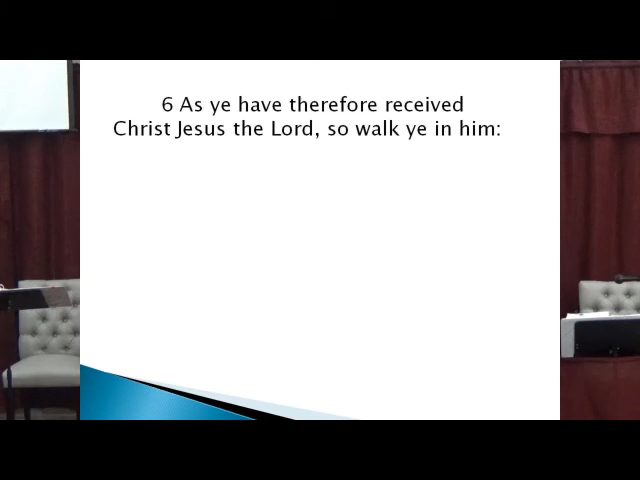 6 As ye have therefore received
Christ Jesus the Lord, so walk ye in him: